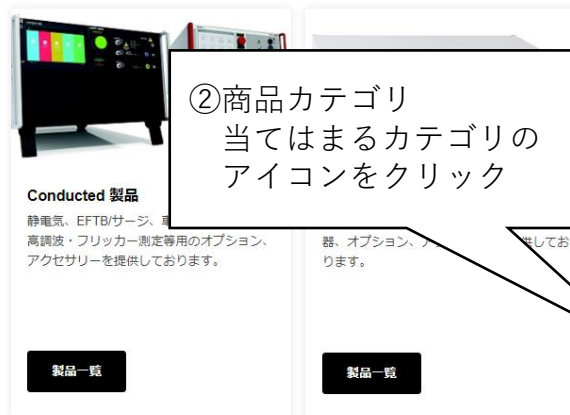 ②商品カテゴリ
当てはまるカテゴリの
アイコンをクリック
Conducted 製品
静電気、EFTB/サージ、
高調波・フリッカー測定等用のオプション、
アクセサリーを提供しております。
器、オプション、
供してお
ります。
製品一覧
製品一覧